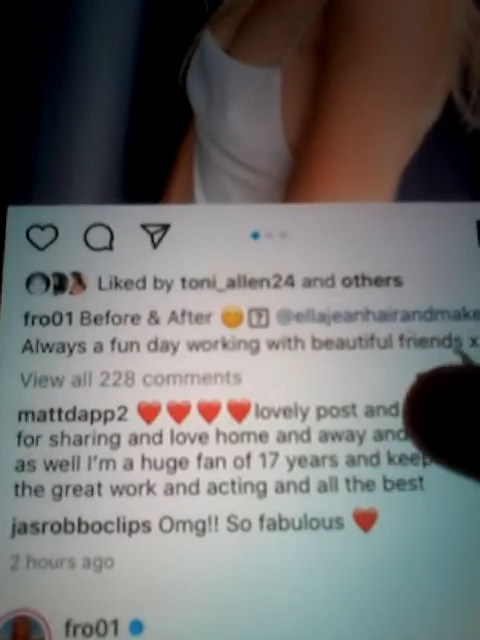 Liked by toni_allen24 and others
fro01 Before & After 😊 ? @ellajeanhairandmake
Always a fun day working with beautiful friends x
View all 228 comments
mattdapp2 ❤️❤️❤️❤️lovely post and
for sharing and love home and away and
as well I'm a huge fan of 17 years and keep
the great work and acting and all the best
jasrobboclips Omg!! So fabulous ❤️
2 hours ago
fro01